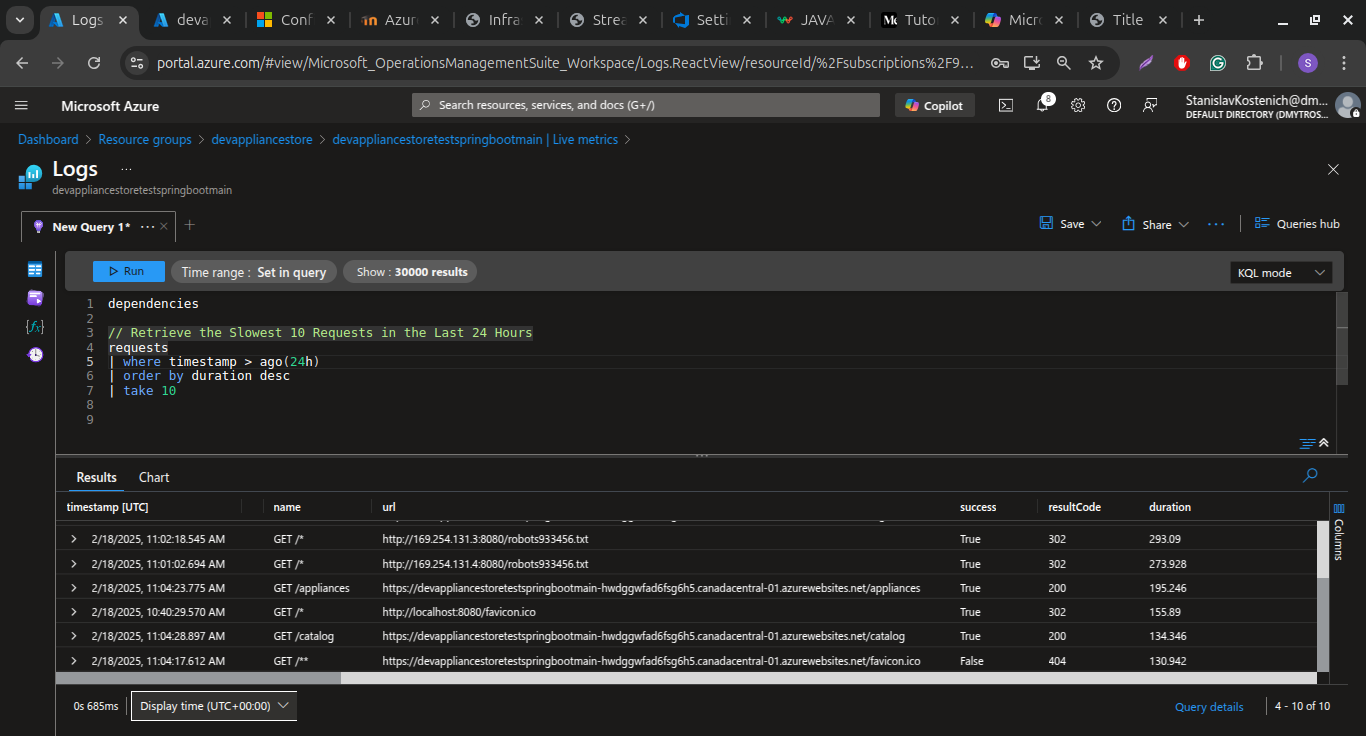 Logs
deva
Conf
Azur
Infra
Strea
Setti
JAVA
Tuto
Micr
Title
portal.azure.com/#view/Microsoft_OperationsManagementSuite_Workspace/Logs.ReactView/resourceId/%2Fsubscriptions%2F9...
S
Microsoft Azure
Search resources, services, and docs (G+/)
Copilot
8
StanislavKostenich@dm...
DEFAULT DIRECTORY (DMYTROS...
Dashboard > Resource groups > devappliancestore > devappliancestoretestspringbootmain | Live metrics >
Logs ...
devappliancestoretestspringbootmain
New Query 1* ...
Save
Share
...
Queries hub
Run
Time range : Set in query
Show : 30000 results
KQL mode
1 dependencies
2
3 // Retrieve the Slowest 10 Requests in the Last 24 Hours
4 requests
5 | where timestamp > ago(24h)
6 | order by duration desc
7 | take 10
8
9
Results Chart
timestamp [UTC] name url success resultCode duration
Columns
2/18/2025, 11:02:18.545 AM GET /* http://169.254.131.3:8080/robots933456.txt True 302 293.09
2/18/2025, 11:01:02.694 AM GET /* http://169.254.131.4:8080/robots933456.txt True 302 273.928
2/18/2025, 11:04:23.775 AM GET /appliances https://devappliancestoretestspringbootmain-hwdggwfad6fsg6h5.canadacentral-01.azurewebsites.net/appliances True 200 195.246
2/18/2025, 10:40:29.570 AM GET /* http://localhost:8080/favicon.ico True 302 155.89
2/18/2025, 11:04:28.897 AM GET /catalog https://devappliancestoretestspringbootmain-hwdggwfad6fsg6h5.canadacentral-01.azurewebsites.net/catalog True 200 134.346
2/18/2025, 11:04:17.612 AM GET /** https://devappliancestoretestspringbootmain-hwdggwfad6fsg6h5.canadacentral-01.azurewebsites.net/favicon.ico False 404 130.942
0s 685ms
Display time (UTC+00:00)
Query details
4 - 10 of 10